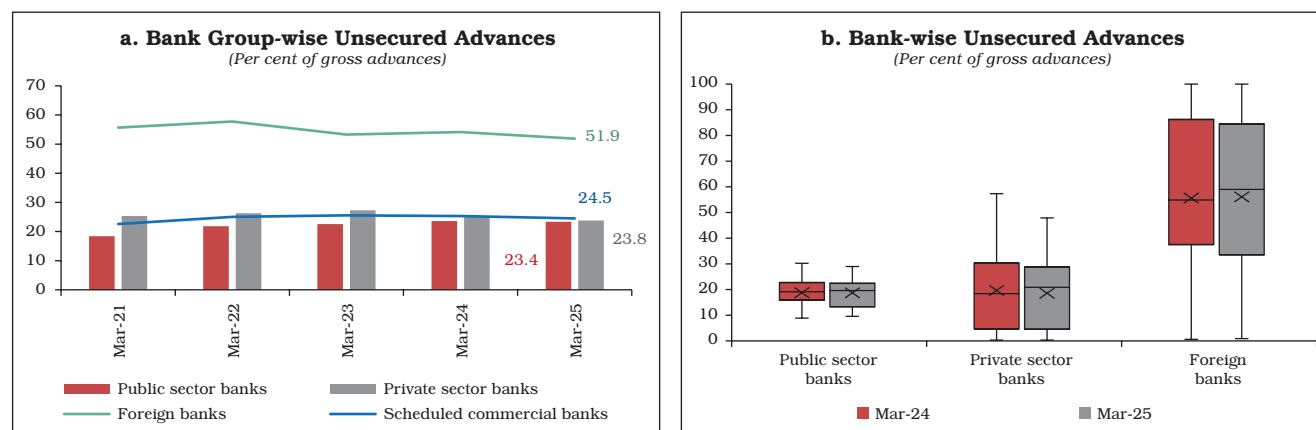 a. Bank Group-wise Unsecured Advances
(Per cent of gross advances)
70
60
50
40
30
20
10
0
51.9
24.5
23.8
23.4
Mar-21
Mar-22
Mar-23
Mar-24
Mar-25
Public sector banks
Private sector banks
Foreign banks
Scheduled commercial banks
b. Bank-wise Unsecured Advances
(Per cent of gross advances)
100
90
80
70
60
50
40
30
20
10
0
Public sector
banks
Private sector
banks
Foreign
banks
Mar-24
Mar-25